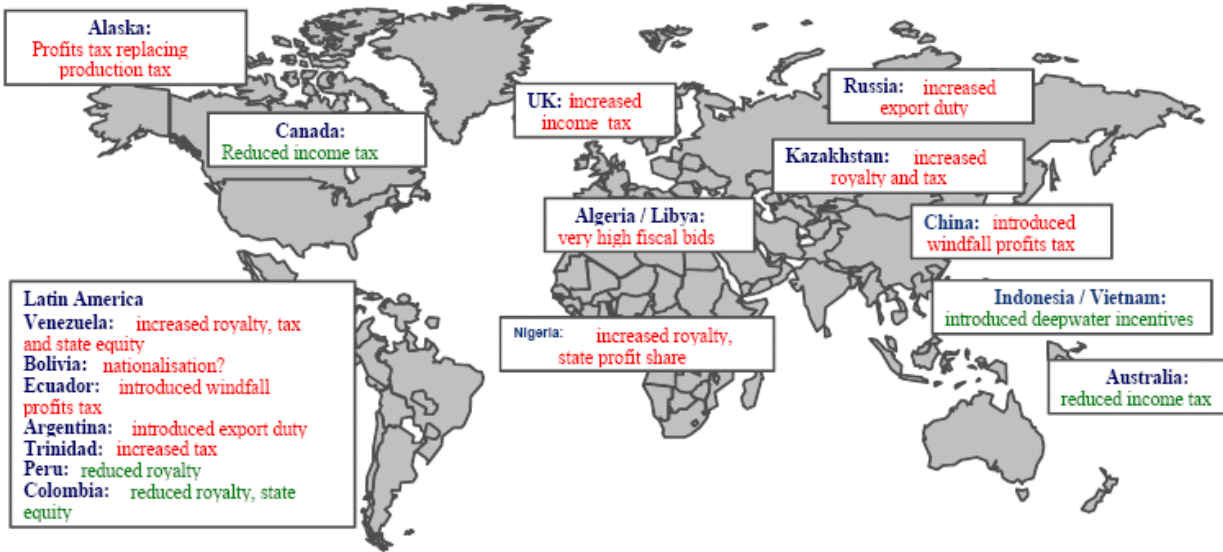 Alaska:
Profits tax replacing
production tax
Canada:
Reduced income tax
UK: increased
income tax
Russia: increased
export duty
Kazakhstan: increased
royalty and tax
Algeria / Libya:
very high fiscal bids
China: introduced
windfall profits tax
Indonesia / Vietnam:
introduced deepwater incentives
Nigeria: increased royalty,
state profit share
Australia:
reduced income tax
Latin America
Venezuela: increased royalty, tax
and state equity
Bolivia: nationalisation?
Ecuador: introduced windfall
profits tax
Argentina: introduced export duty
Trinidad: increased tax
Peru: reduced royalty
Colombia: reduced royalty, state
equity